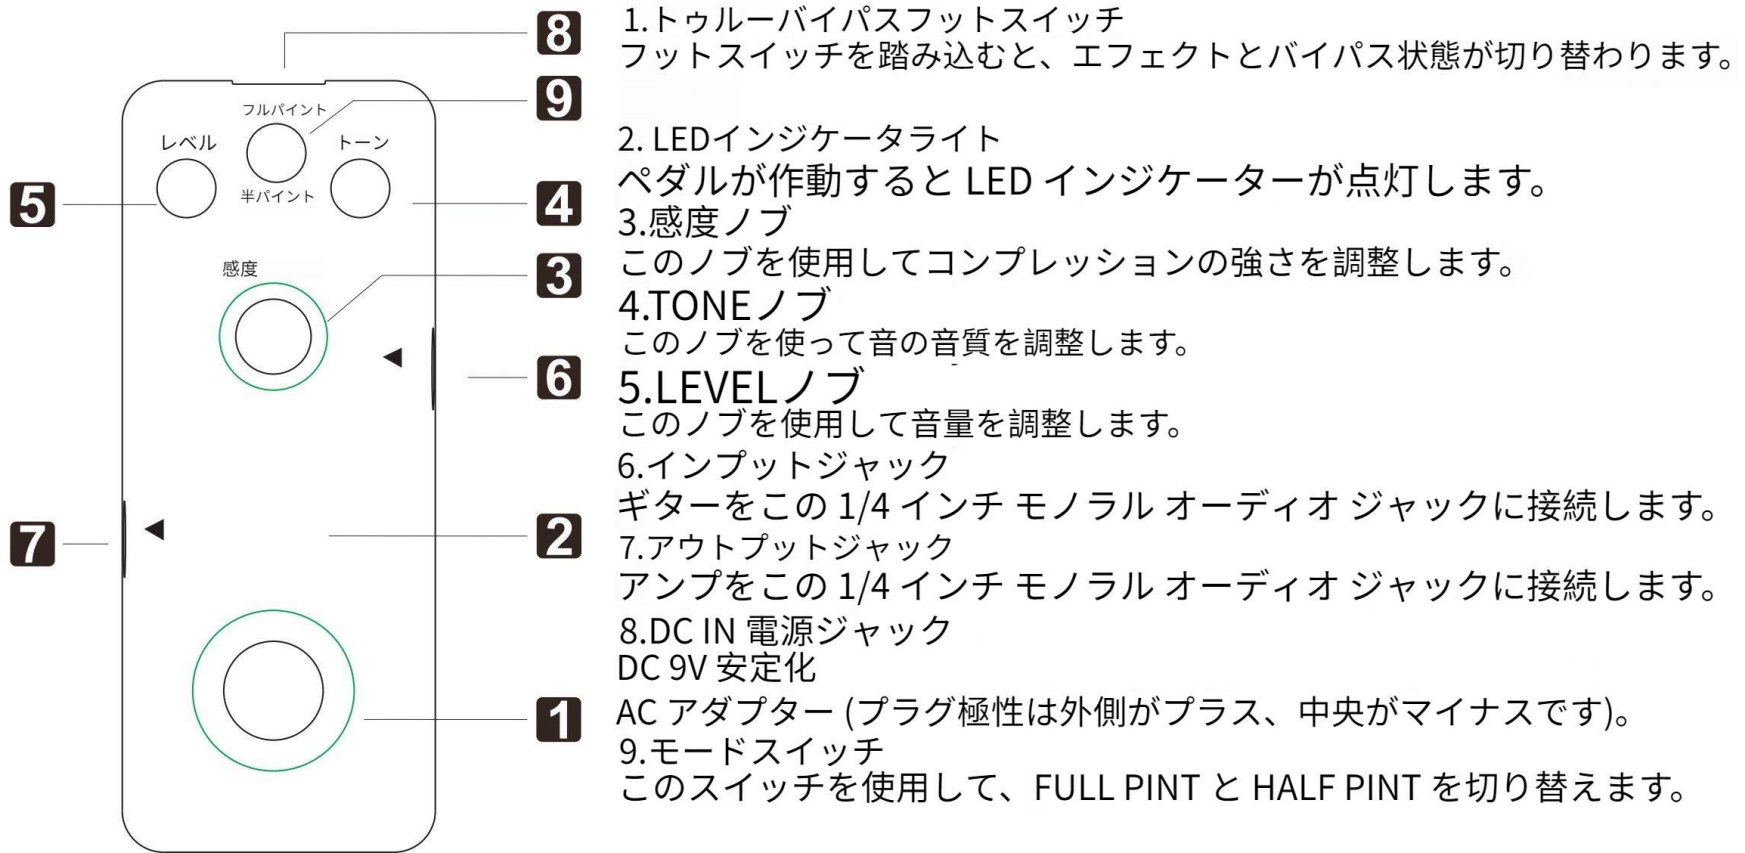 8
9
フルパイント
レベル
トーン
半パイント
5
4
感度
3
6
7
2
1
1.トゥルーバイパスフットスイッチ
フットスイッチを踏み込むと、エフェクトとバイパス状態が切り替わります。
2. LEDインジケータライト
ペダルが作動すると LED インジケーターが点灯します。
3.感度ノブ
このノブを使用してコンプレッションの強さを調整します。
4.TONEノブ
このノブを使って音の音質を調整します。
5.LEVELノブ
このノブを使用して音量を調整します。
6.インプットジャック
ギターをこの 1/4 インチ モノラル オーディオ ジャックに接続します。
7.アウトプットジャック
アンプをこの 1/4 インチ モノラル オーディオ ジャックに接続します。
8.DC IN 電源ジャック
DC 9V 安定化
AC アダプター (プラグ極性は外側がプラス、中央がマイナスです)。
9.モードスイッチ
このスイッチを使用して、FULL PINT と HALF PINT を切り替えます。